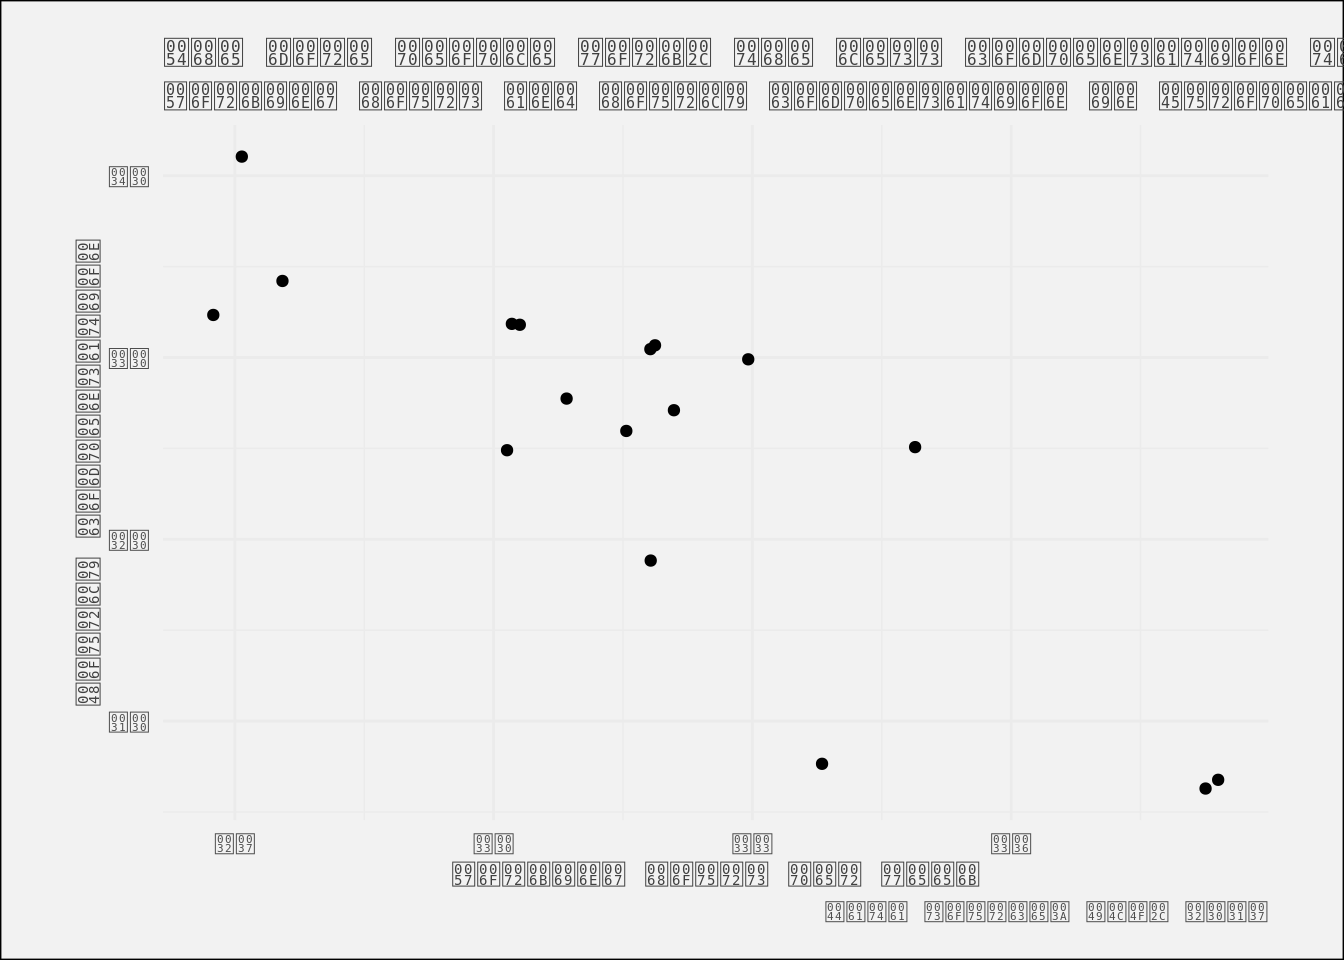 The more people work, the less compensation
Working hours and hourly compensation in
40
30
20
10
Hourly compensation
27 30 33 36
Working hours per week
Data source: ILO, 2017